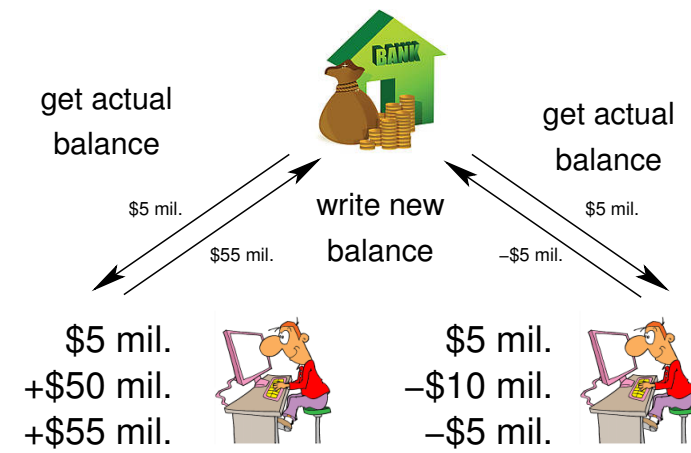 BANK
get actual
balance
get actual
balance
$5 mil.
write new
balance
$5 mil.
$55 mil.
−$5 mil.
$5 mil.
+$50 mil.
+$55 mil.
$5 mil.
−$10 mil.
−$5 mil.